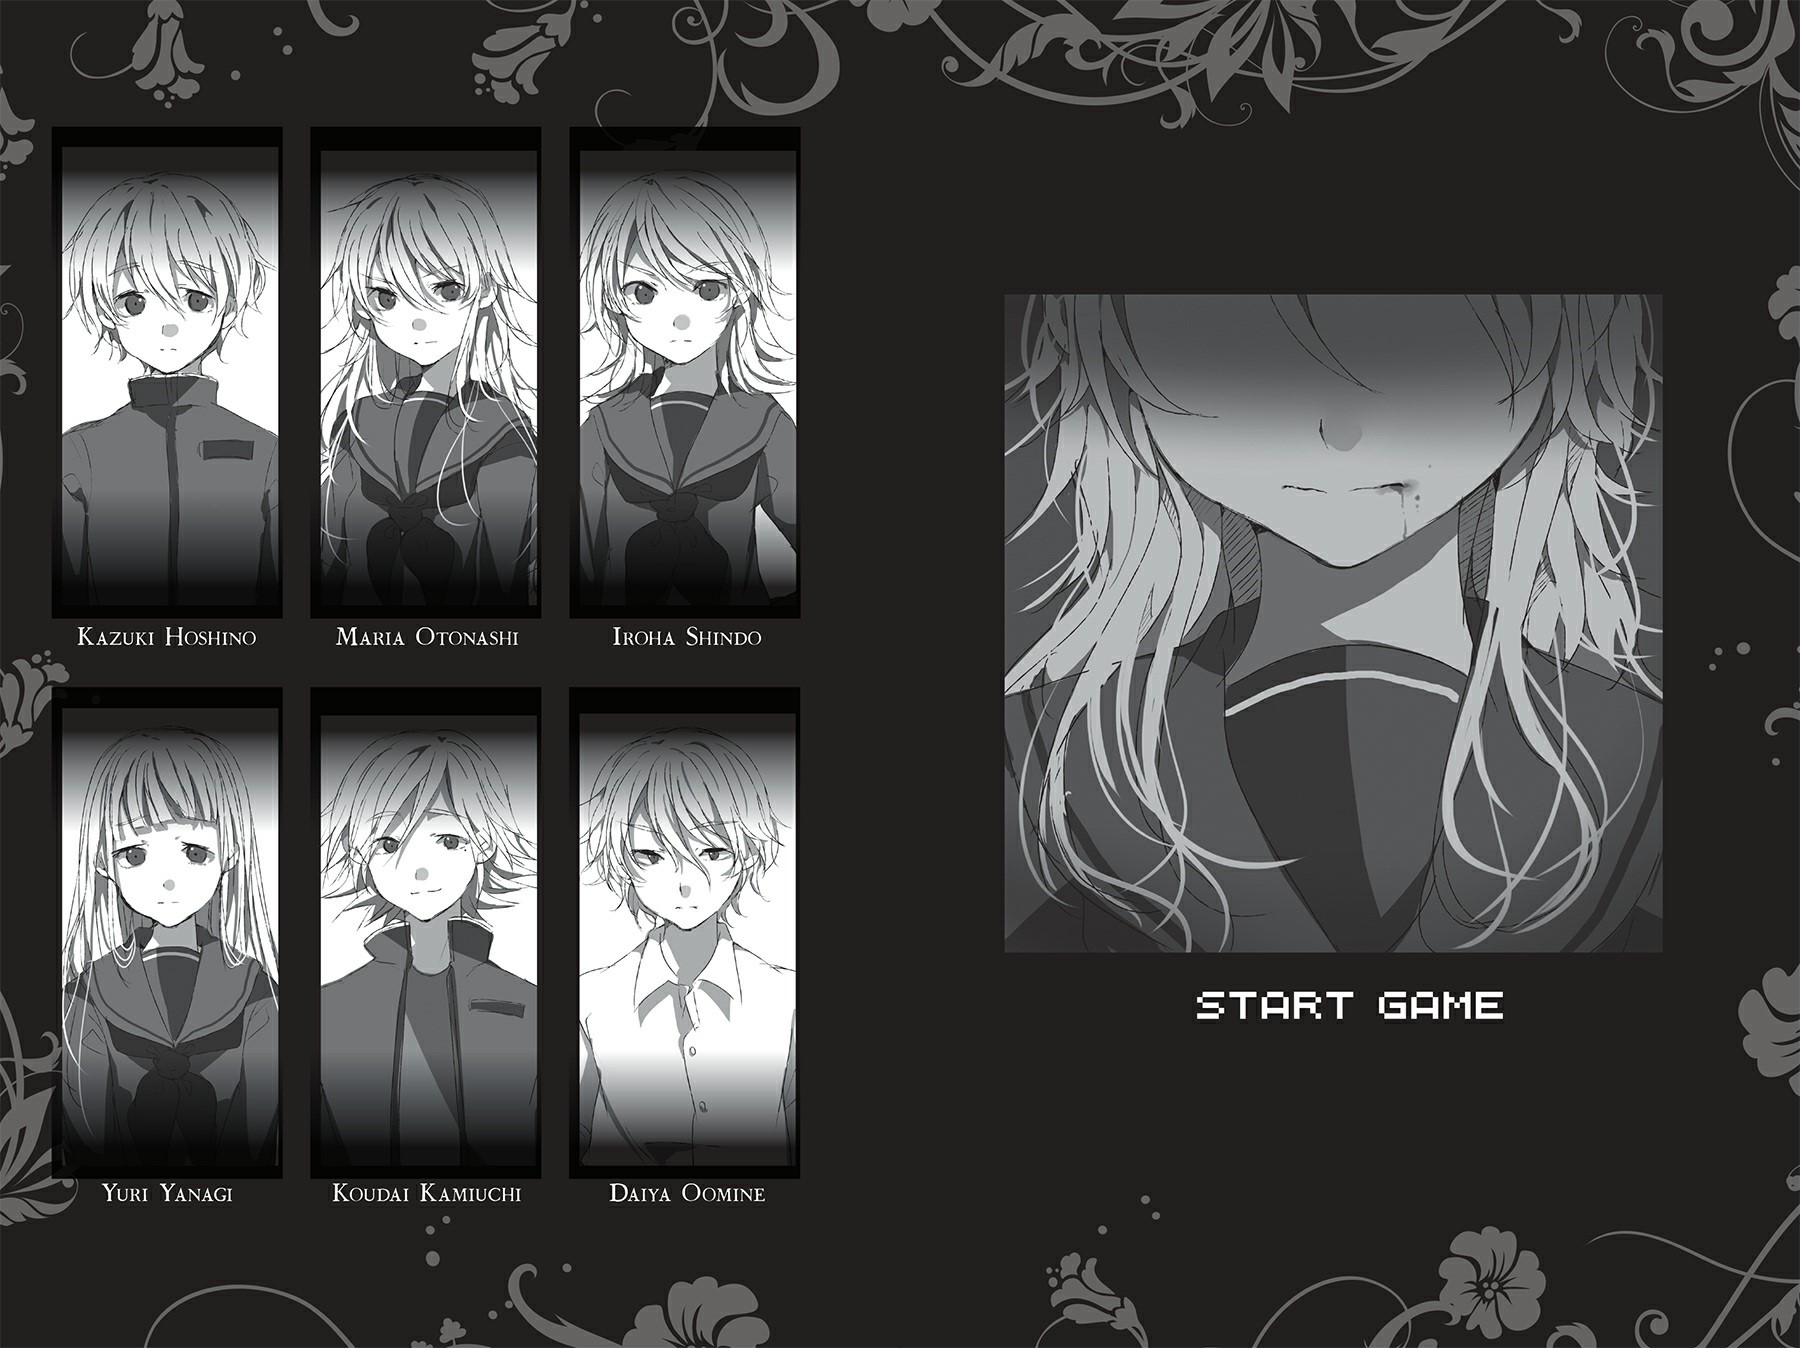 Kazuki Hoshino
Maria Otonashi
Iroha Shindo
Yuri Yanagi
Koudai Kamiuchi
Daiya Oomine
START GAME